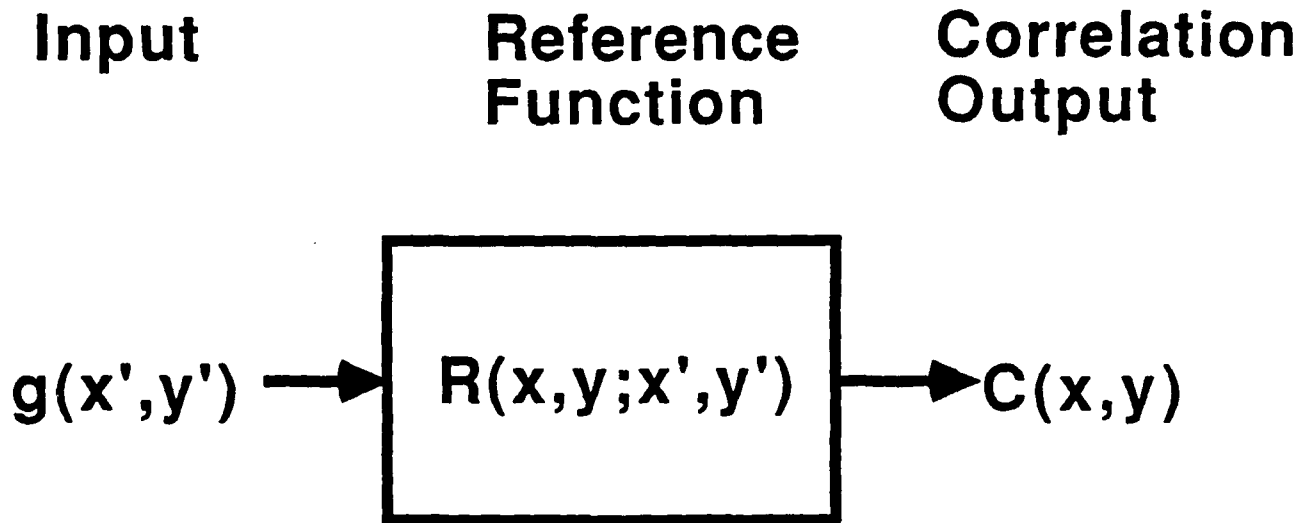 Input
Reference
Function
Correlation
Output
g(x',y')
R(x,y;x',y')
C(x,y)